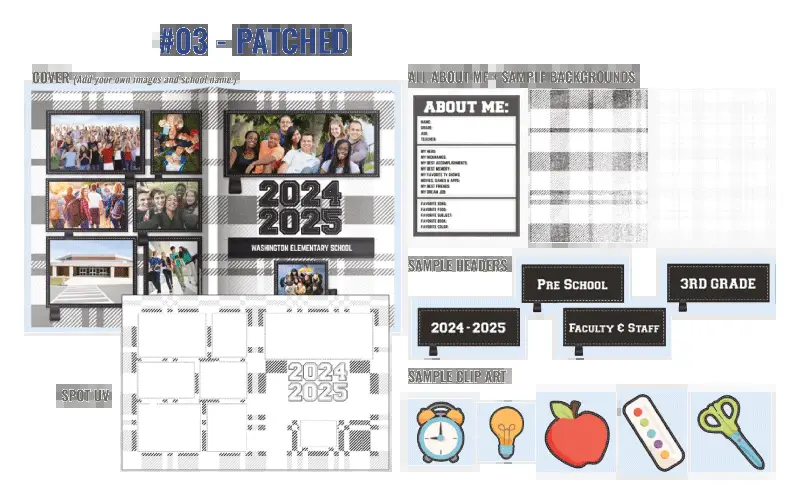 #03 - PATCHED
COVER (Add your own images and school name.)
ALL ABOUT ME - SAMPLE BACKGROUNDS
ABOUT ME:
NAME:
GRADE:
AGE:
TEACHER:
MY HERO:
MY NICKNAMES:
MY BEST ACCOMPLISHMENTS:
MY BEST MEMORY:
MY FAVORITE TV SHOWS,
MOVIES, GAMES & APPS:
MY BEST FRIENDS:
MY DREAM JOB:
FAVORITE SONG:
FAVORITE FOOD:
FAVORITE SUBJECT:
FAVORITE BOOK:
FAVORITE COLOR:
2024
2025
WASHINGTON ELEMENTARY SCHOOL
SAMPLE HEADERS
PRE SCHOOL
3RD GRADE
2024-2025
FACULTY & STAFF
SAMPLE CLIP ART
SPOT UV
2024
2025